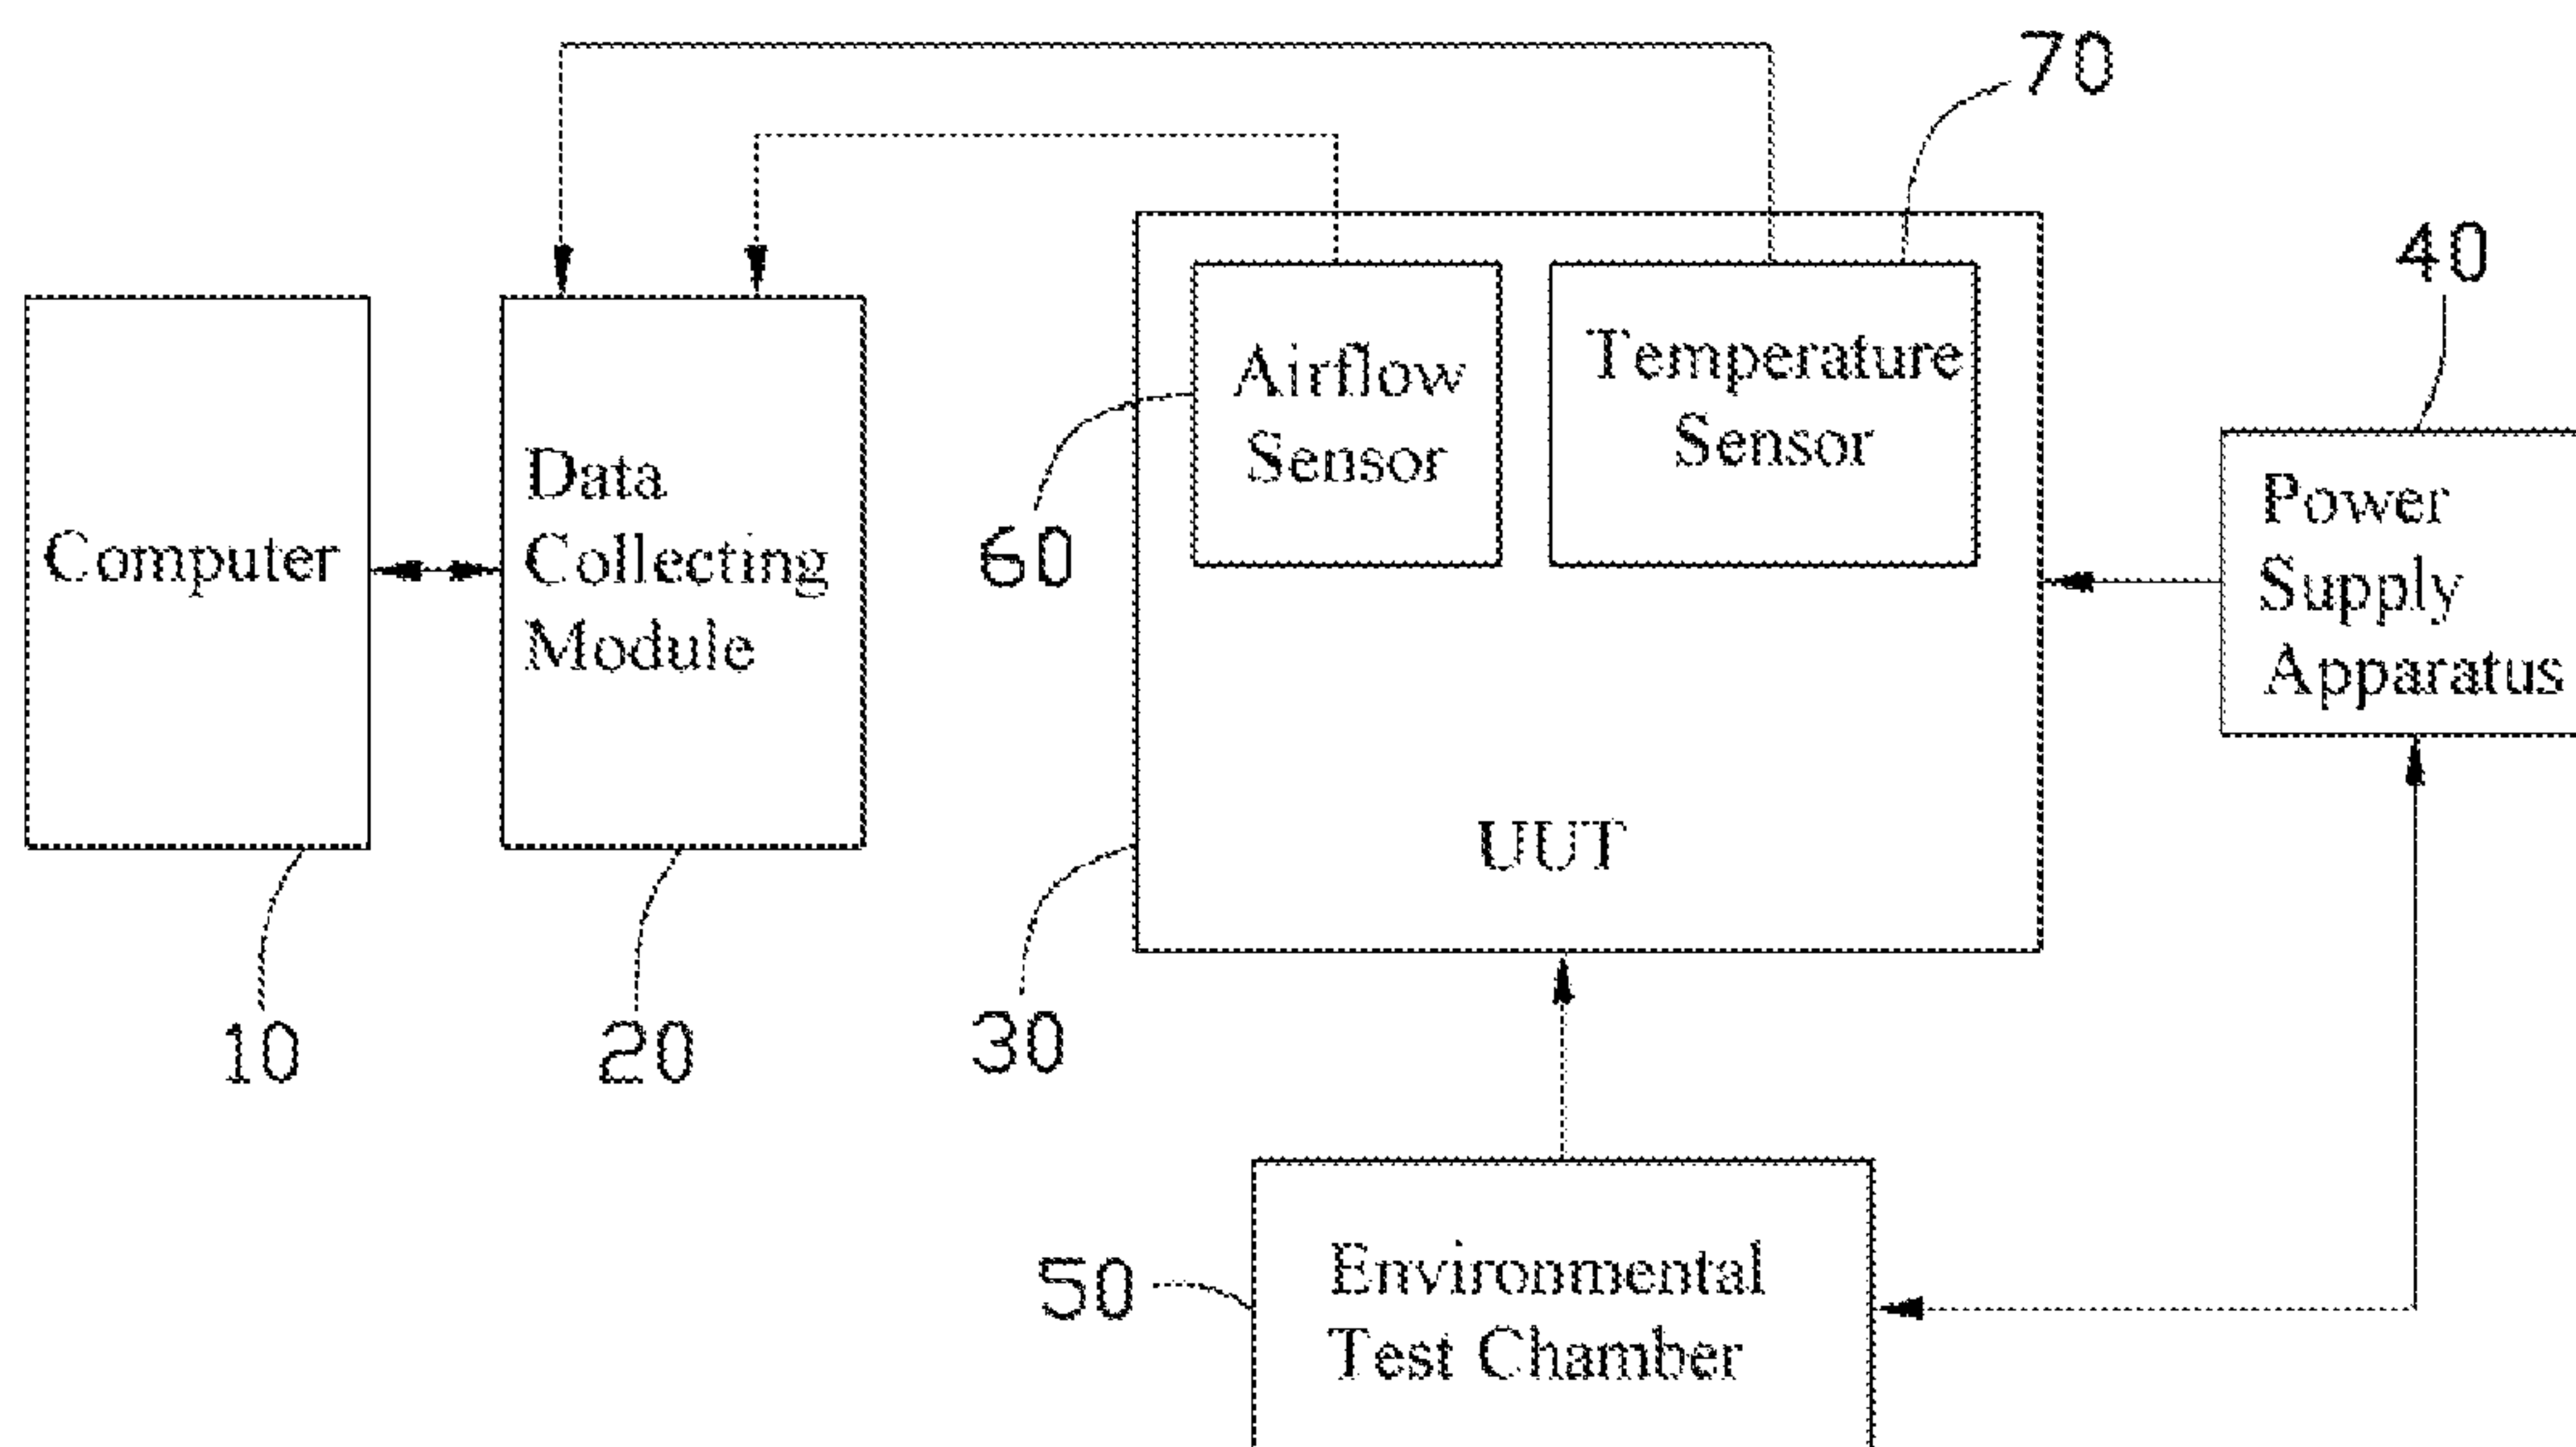 70
40
Airflow
Sensor
Temperature
Sensor
Computer
Data
Collecting
Module
60
Power
Supply
Apparatus
UUT
10
20
30
50
Environmental
Test Chamber